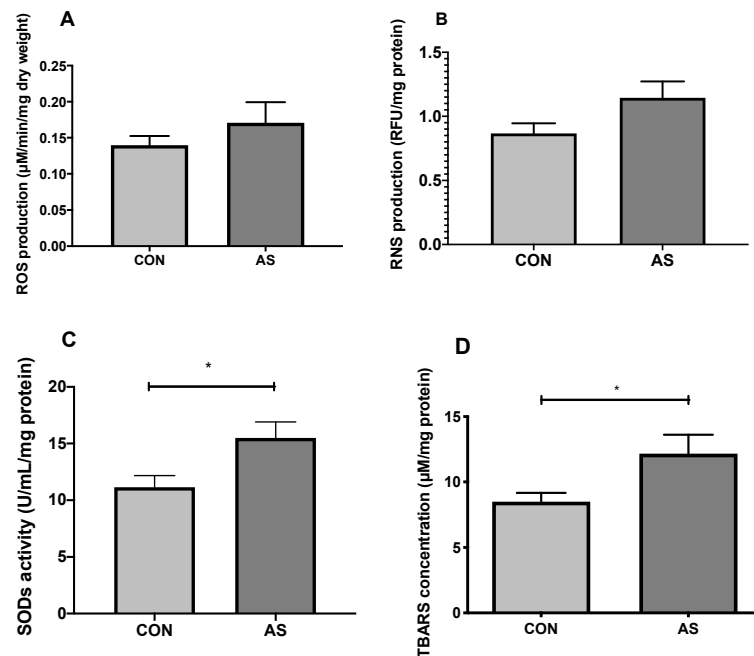 A
ROS production (µM/min/mg dry weight)
0.25
0.20
0.15
0.10
0.05
0.00
CON
AS
B
RNS production (RFU/mg protein)
1.5
1.0
0.5
0.0
CON
AS
C
*
SODs activity (U/mL/mg protein)
20
15
10
5
0
CON
AS
D
*
TBARS concentration (µM/mg protein)
15
10
5
0
CON
AS